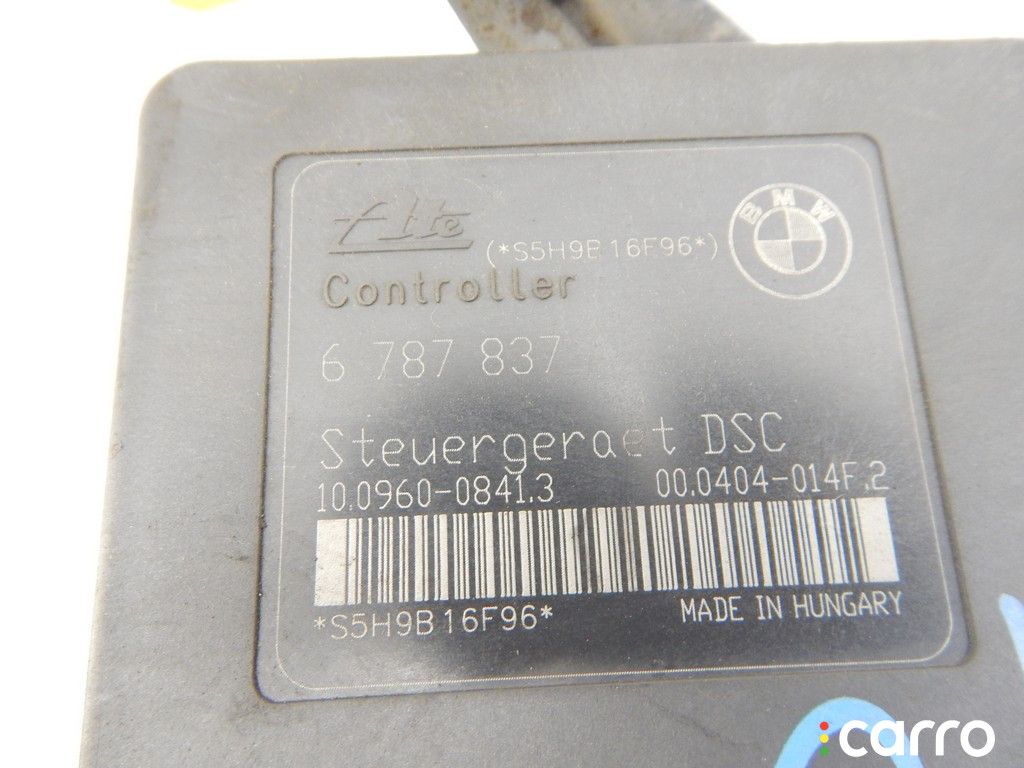 Ate
(*S5H9B16F96*)
BMW
Controller
6 787 837
Steuergeraet DSC
10.0960-0841.3 00.0404-014F.2
*S5H9B16F96* MADE IN HUNGARY
carro